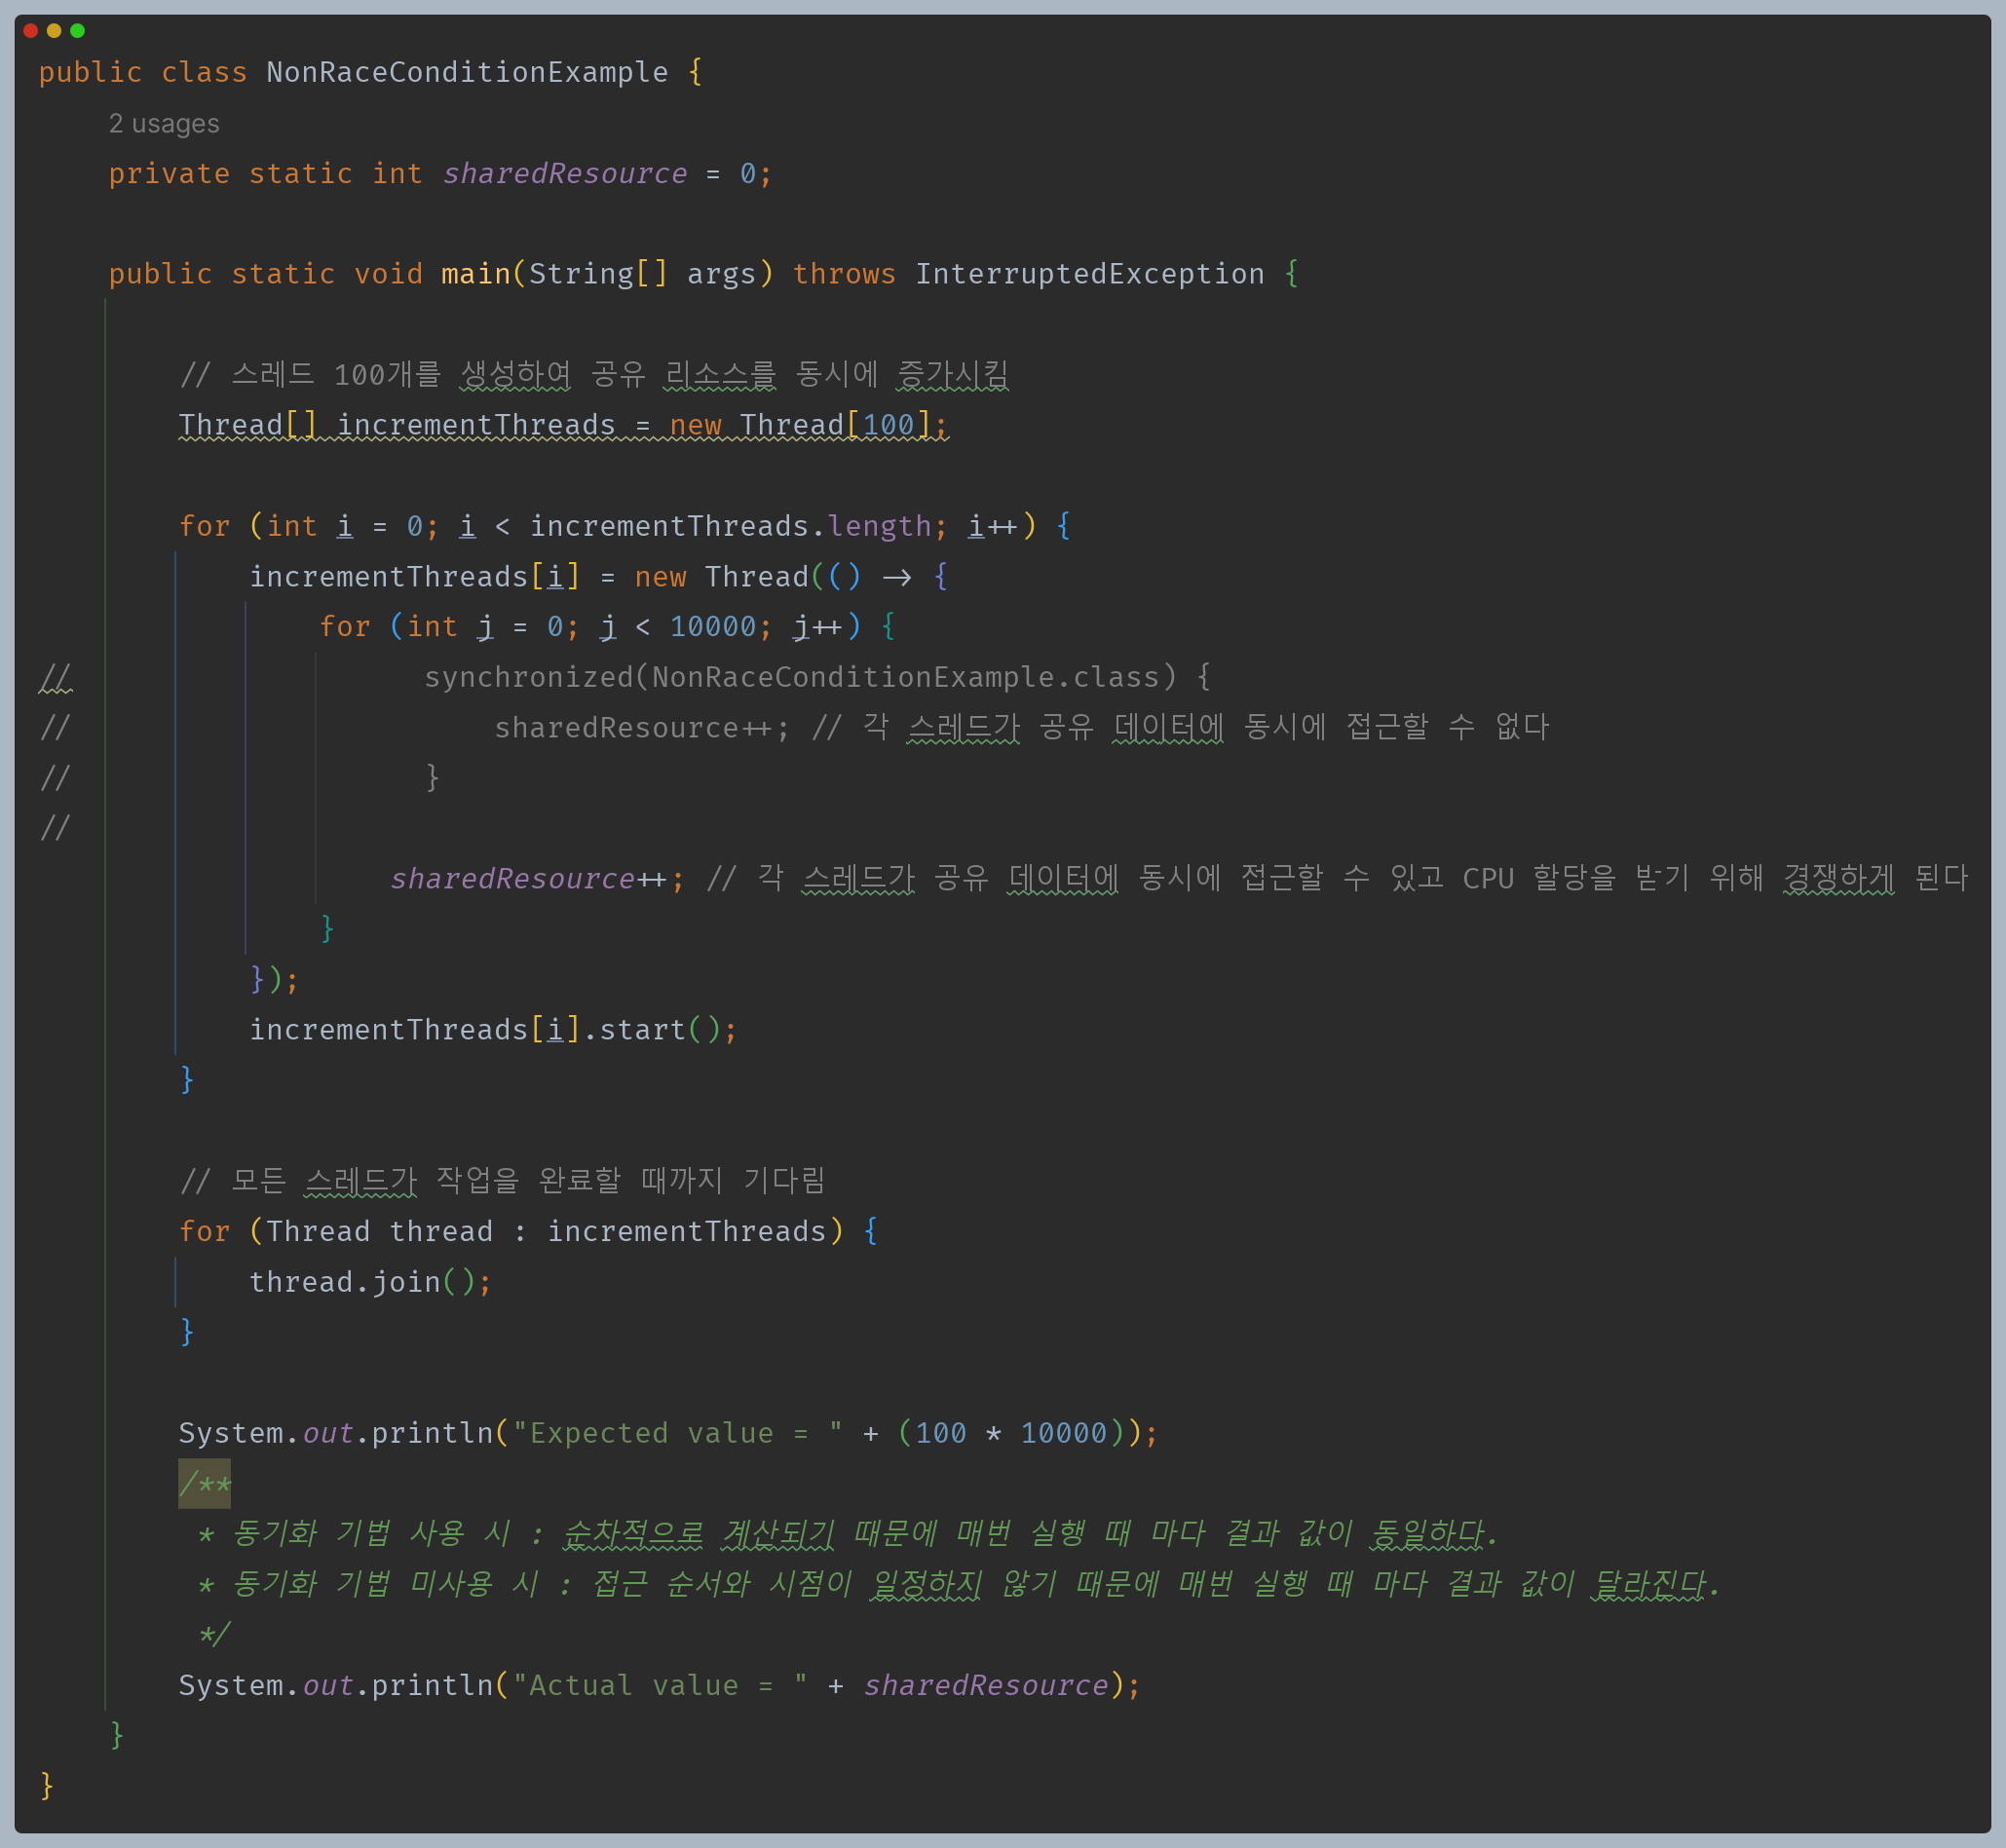 public class NonRaceConditionExample {
2 usages
private static int sharedResource = 0;
public static void main(String[] args) throws InterruptedException {
// 스레드 100개를 생성하여 공유 리소스를 동시에 증가시킴
Thread[] incrementThreads = new Thread[100];
for (int i = 0; i < incrementThreads.length; i++) {
incrementThreads[i] = new Thread(() -> {
for (int j = 0; j < 10000; j++) {
// synchronized(NonRaceConditionExample.class) {
// sharedResource++; // 각 스레드가 공유 데이터에 동시에 접근할 수 없다
// }
//
sharedResource++; // 각 스레드가 공유 데이터에 동시에 접근할 수 있고 CPU 할당을 받기 위해 경쟁하게 된다
}
});
incrementThreads[i].start();
}
// 모든 스레드가 작업을 완료할 때까지 기다림
for (Thread thread : incrementThreads) {
thread.join();
}
System.out.println("Expected value = " + (100 * 10000));
/**
* 동기화 기법 사용 시 : 순차적으로 계산되기 때문에 매번 실행 때 마다 결과 값이 동일하다.
* 동기화 기법 미사용 시 : 접근 순서와 시점이 일정하지 않기 때문에 매번 실행 때 마다 결과 값이 달라진다.
*/
System.out.println("Actual value = " + sharedResource);
}
}